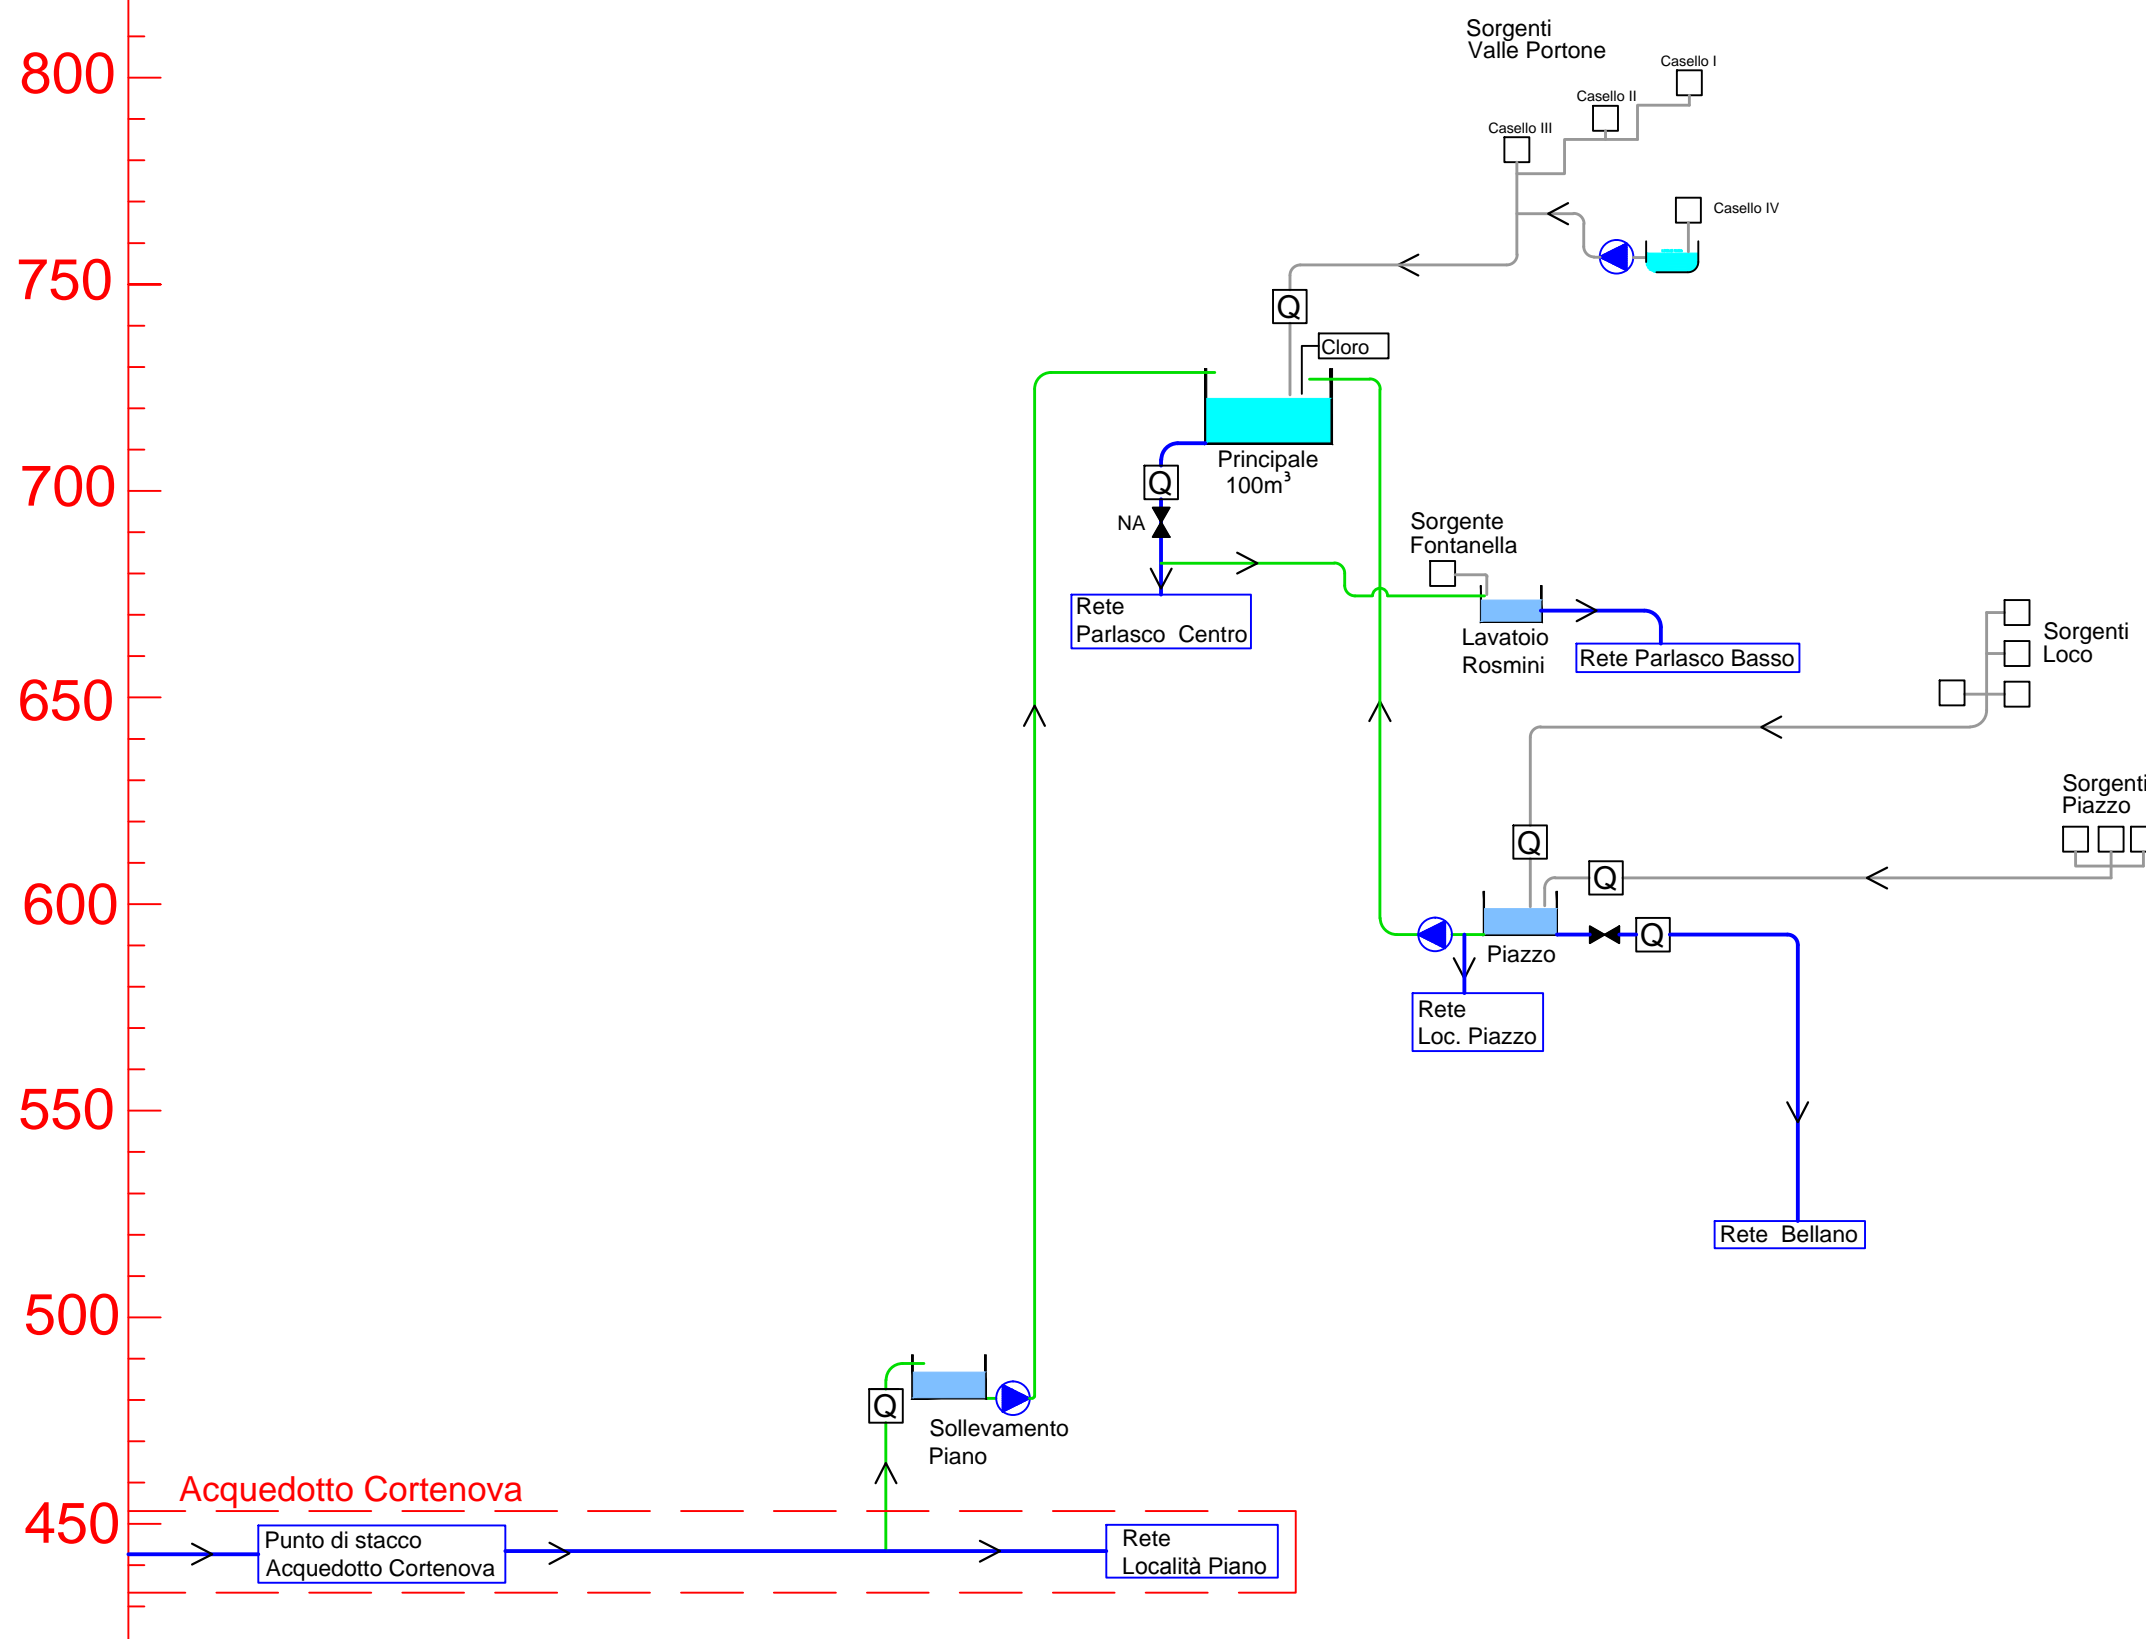 Sorgenti
Valle Portone
Casello I
800
Casello II
Casello III
Casello IV
750
Q
Cloro
Principale
100m³
700
Q
NA
Sorgente
Fontanella
Rete
Parlasco Centro
Lavatoio
Rosmini
Rete Parlasco Basso
Sorgenti
Loco
650
Sorgenti
Piazzo
Q
Q
600
Q
Piazzo
Rete
Loc. Piazzo
550
Rete Bellano
500
Q
Sollevamento
Piano
Acquedotto Cortenova
450
Punto di stacco
Acquedotto Cortenova
Rete
Località Piano